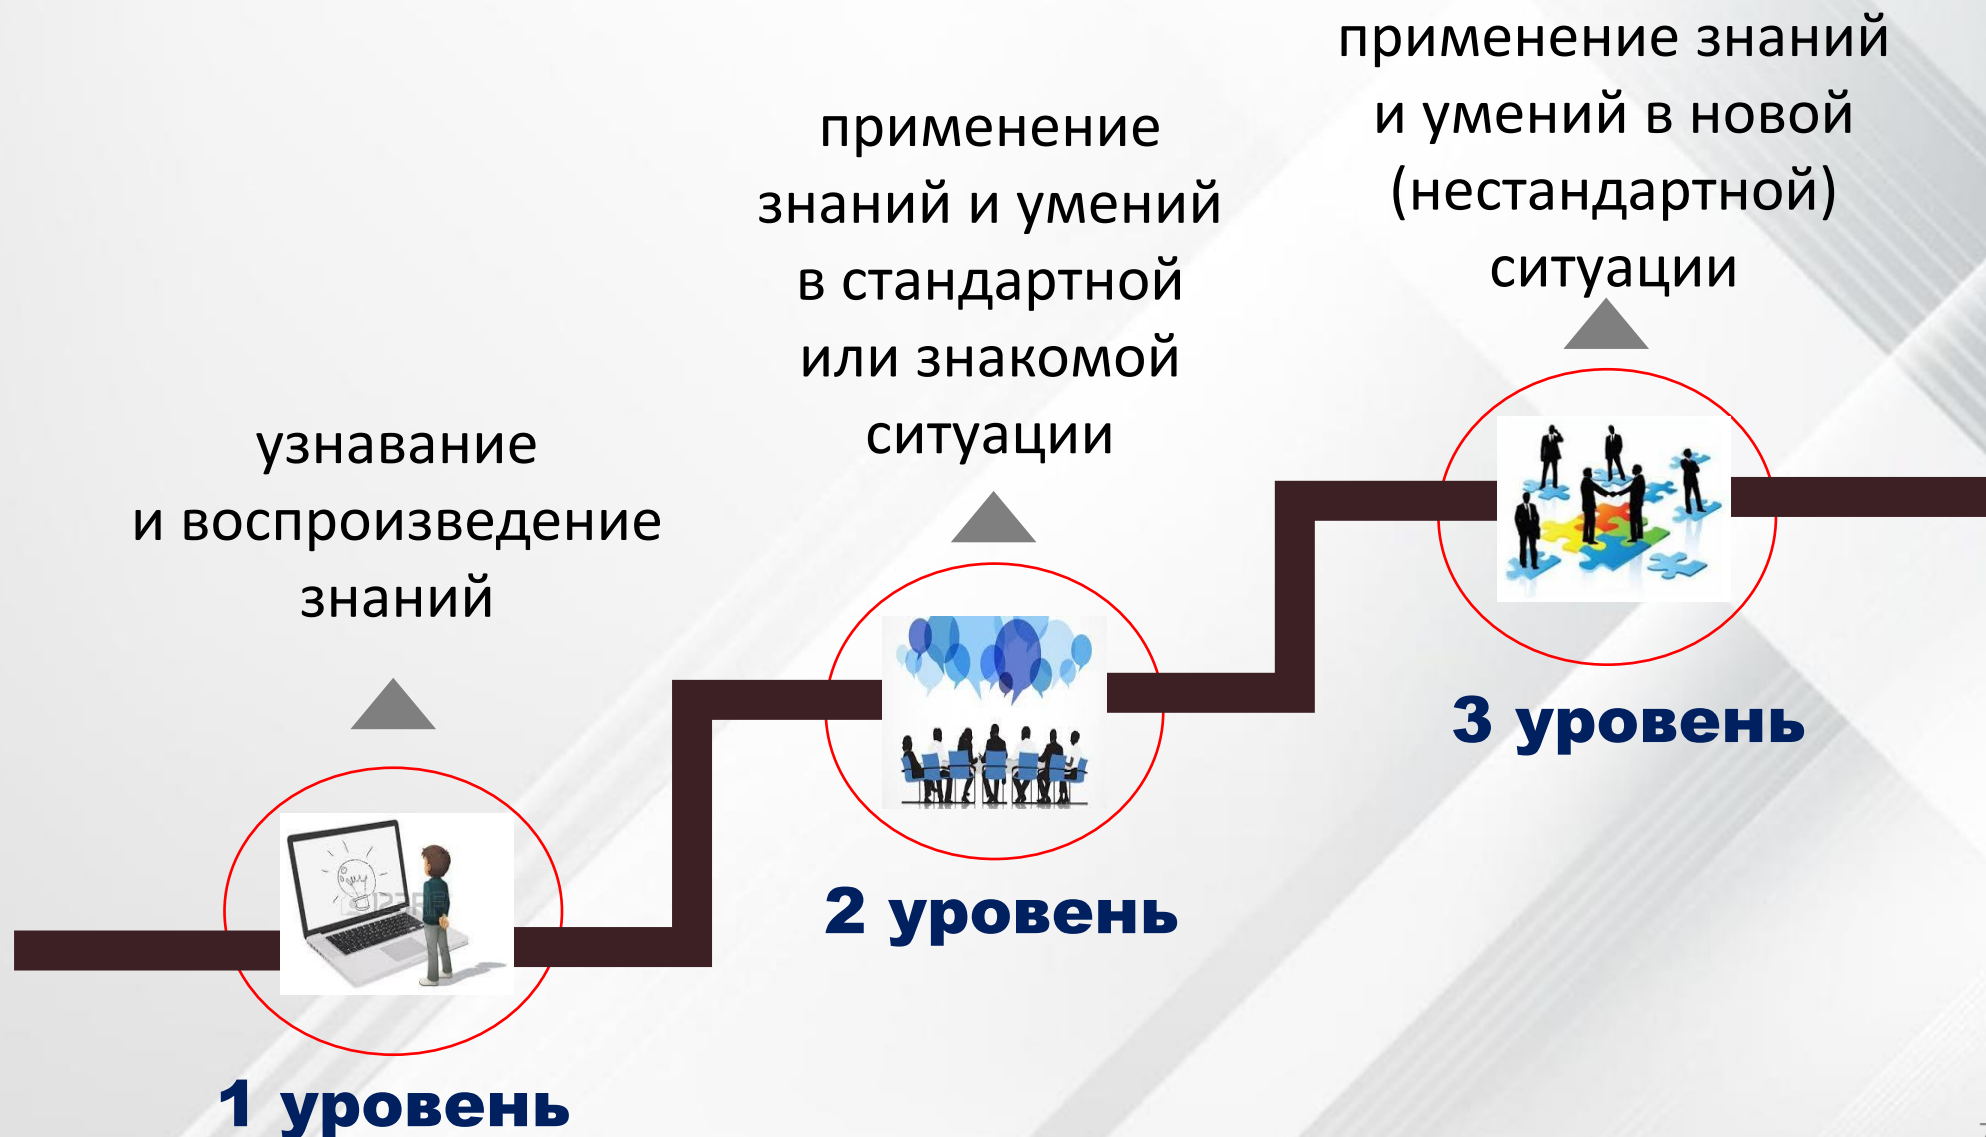 узнавание
и воспроизведение
знаний
1 уровень
применение
знаний и умений
в стандартной
или знакомой
ситуации
2 уровень
применение знаний
и умений в новой
(нестандартной)
ситуации
3 уровень